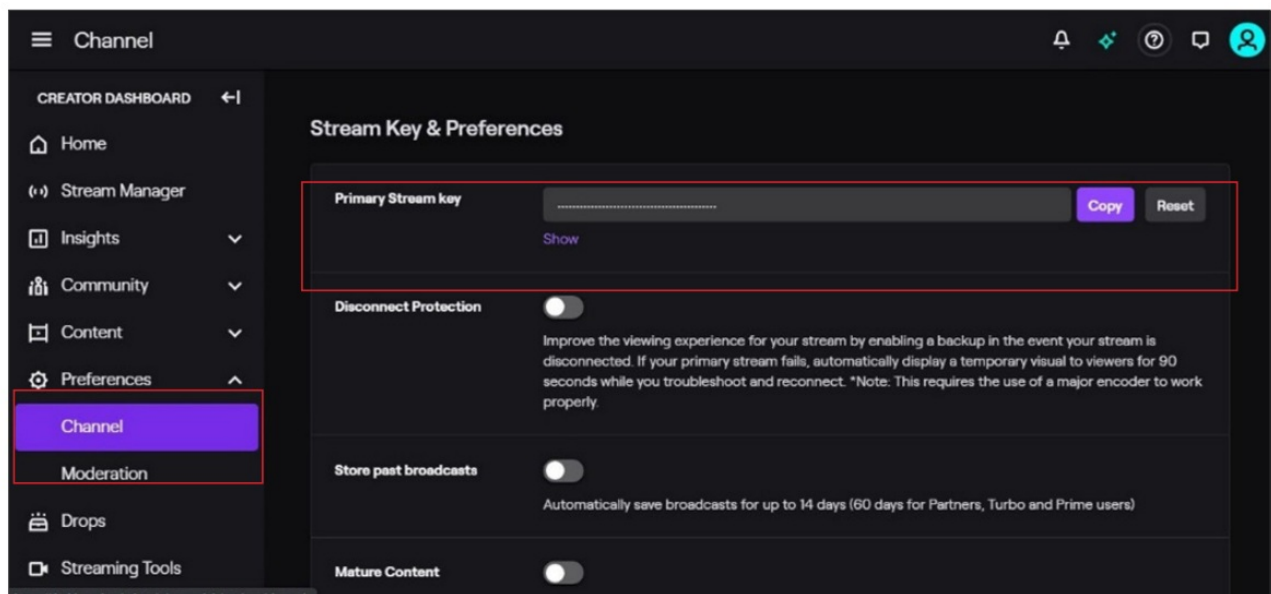 Channel
CREATOR DASHBOARD
Home
Stream Manager
Insights
Community
Content
Preferences
Channel
Moderation
Drops
Streaming Tools
Stream Key & Preferences
Primary Stream key
Copy
Reset
Show
Disconnect Protection
Improve the viewing experience for your stream by enabling a backup in the event your stream is
disconnected. If your primary stream fails, automatically display a temporary visual to viewers for 90
seconds while you troubleshoot and reconnect. *Note: This requires the use of a major encoder to work
properly.
Store past broadcasts
Automatically save broadcasts for up to 14 days (60 days for Partners, Turbo and Prime users)
Mature Content